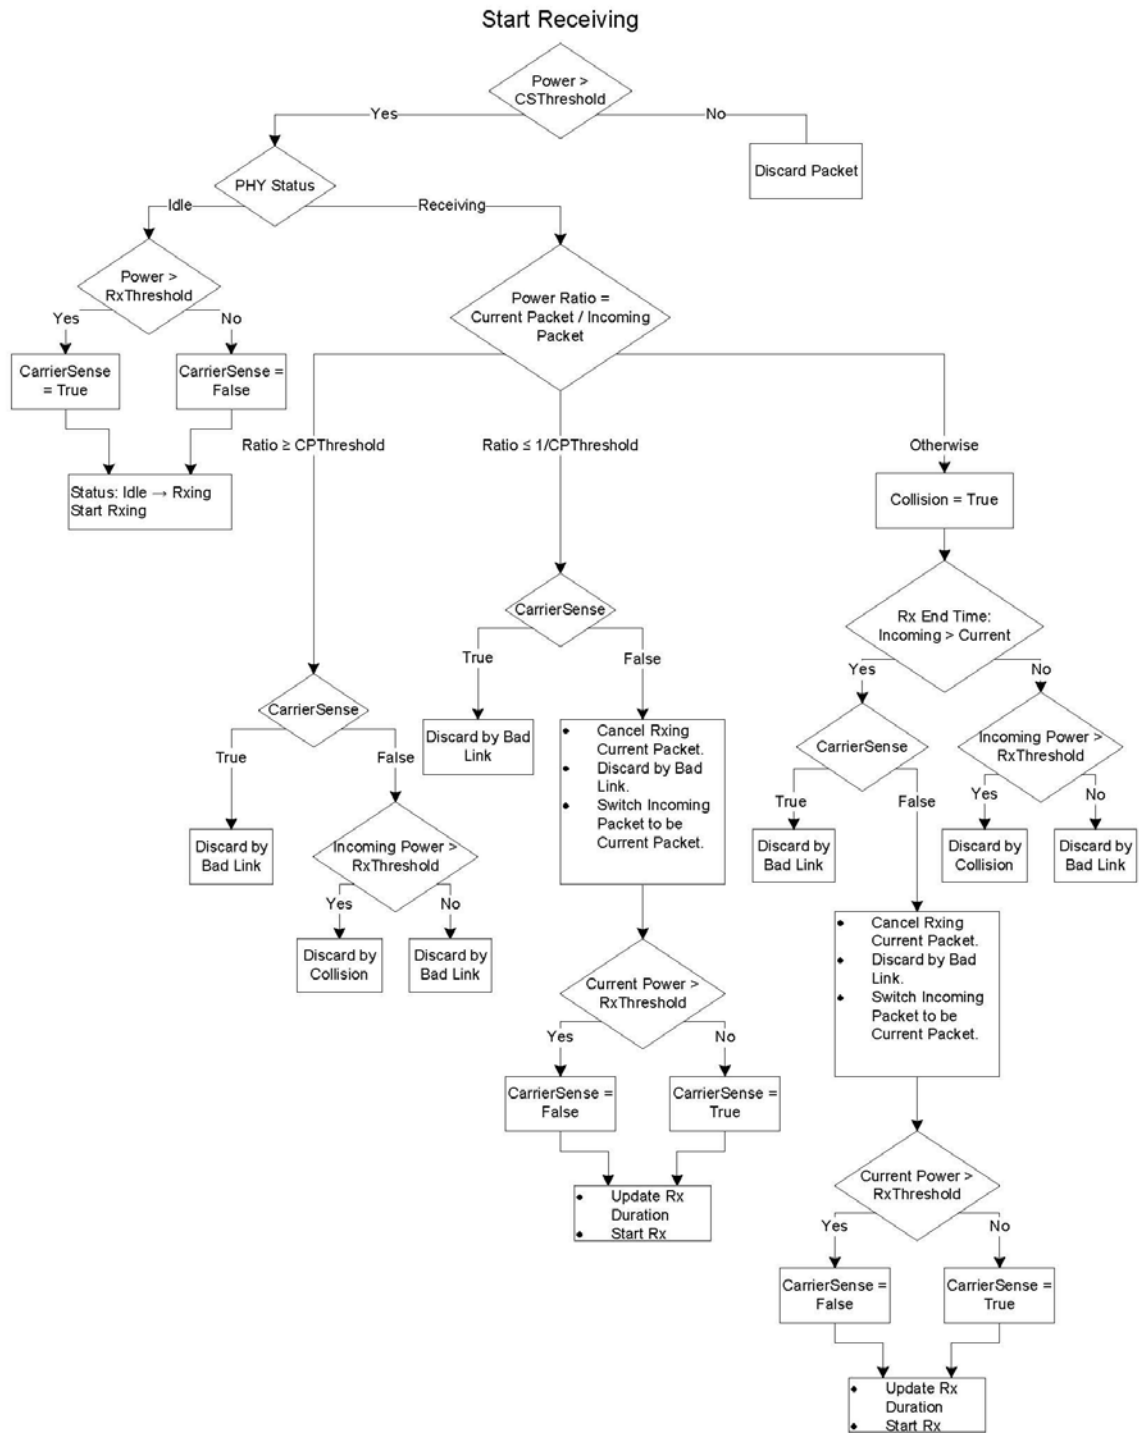 Start Receiving
Power >
CSThreshold
Yes
No
Discard Packet
PHY Status
Idle
Receiving
Power >
RxThreshold
Yes
No
CarrierSense
= True
CarrierSense =
False
Status: Idle → Rxing
Start Rxing
Power Ratio =
Current Packet / Incoming
Packet
Ratio ≥ CPThreshold
Ratio ≤ 1/CPThreshold
Otherwise
CarrierSense
True
False
Discard by
Bad Link
Incoming Power >
RxThreshold
Yes
No
Discard by
Collision
Discard by
Bad Link
CarrierSense
True
False
Discard by Bad
Link
• Cancel Rxing
Current Packet.
• Discard by Bad
Link.
• Switch Incoming
Packet to be
Current Packet.
Current Power >
RxThreshold
Yes
No
CarrierSense =
False
CarrierSense =
True
• Update Rx
Duration
• Start Rx
Collision = True
Rx End Time:
Incoming > Current
Yes
No
CarrierSense
True
False
Discard by
Bad Link
Incoming Power >
RxThreshold
Yes
No
Discard by
Collision
Discard by
Bad Link
• Cancel Rxing
Current Packet.
• Discard by Bad
Link.
• Switch Incoming
Packet to be
Current Packet.
Current Power >
RxThreshold
Yes
No
CarrierSense =
False
CarrierSense =
True
• Update Rx
Duration
• Start Rx